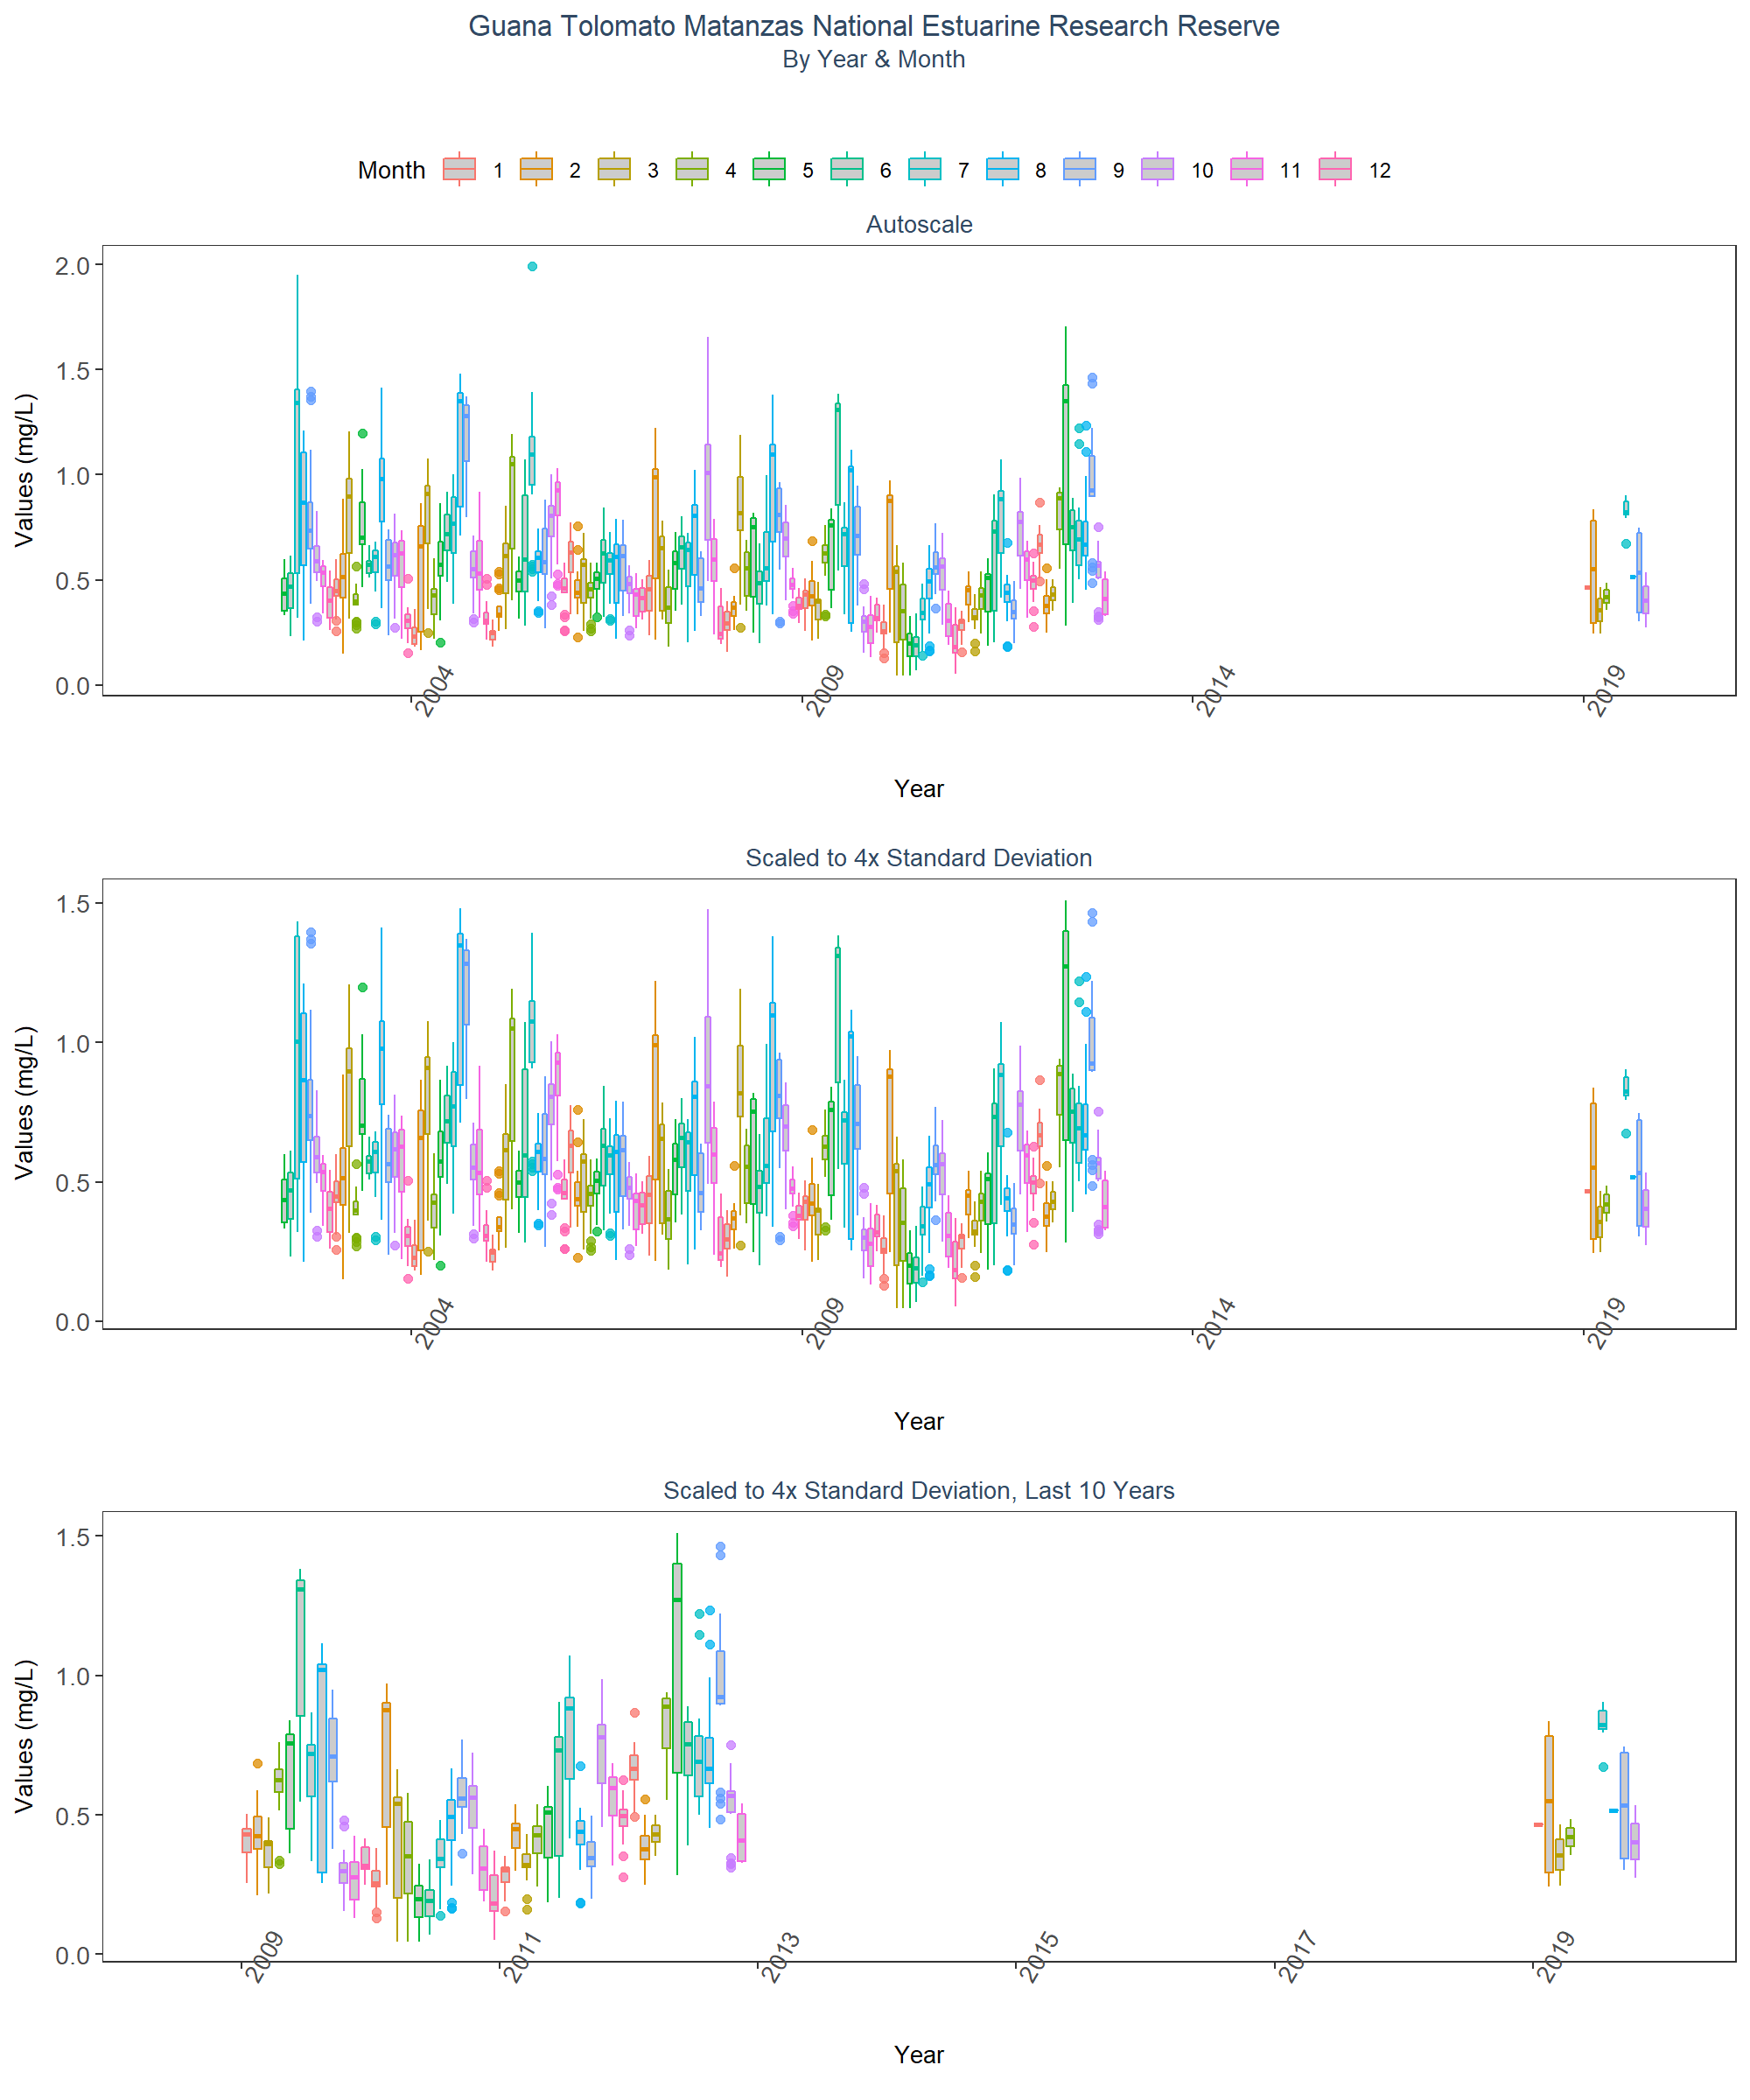 Guana Tolomato Matanzas National Estuarine Research Reserve
By Year & Month
Month 1 2 3 4 5 6 7 8 9 10 11 12
Autoscale
Values (mg/L)
2.0
1.5
1.0
0.5
0.0
2004 2009 2014 2019
Year
Scaled to 4x Standard Deviation
Values (mg/L)
1.5
1.0
0.5
0.0
2004 2009 2014 2019
Year
Scaled to 4x Standard Deviation, Last 10 Years
Values (mg/L)
1.5
1.0
0.5
0.0
2009 2011 2013 2015 2017 2019
Year